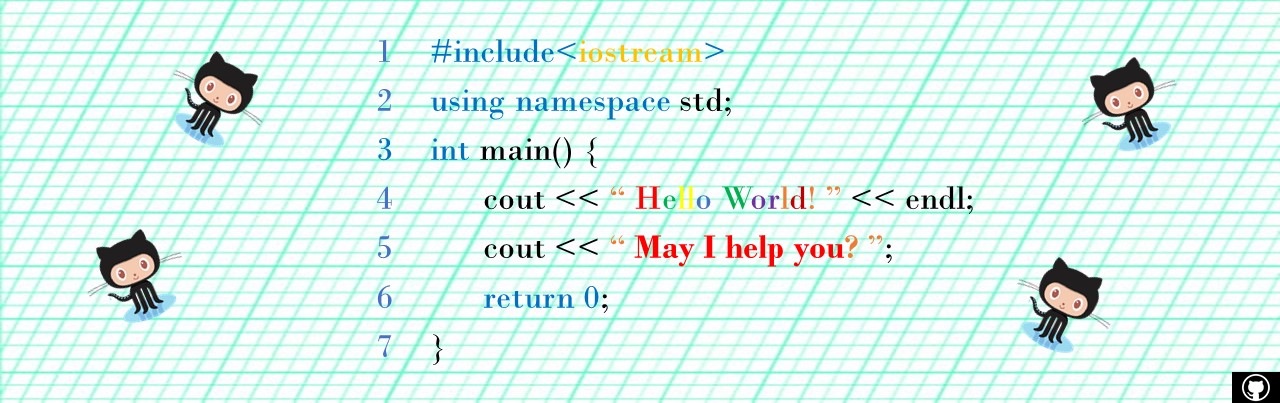 1 #include<iostream>
2 using namespace std;
3 int main() {
4 cout << “ Hello World! ” << endl;
5 cout << “ May I help you? ”;
6 return 0;
7 }